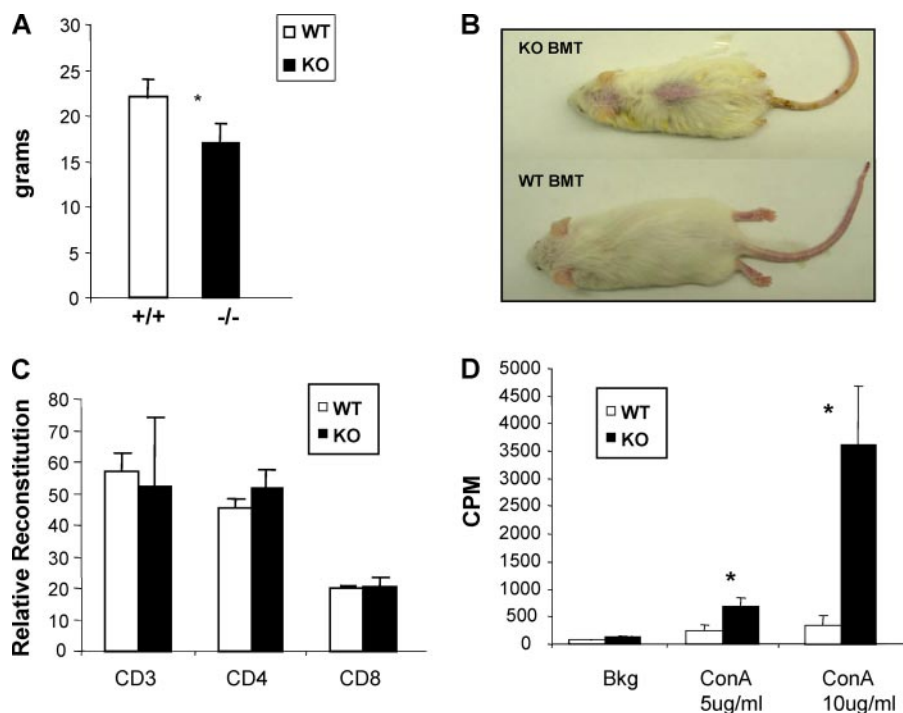 A
WT
KO
30
25
20
15
10
5
0
grams
*
+/+
-/-
B
KO BMT
WT BMT
C
WT
KO
80
70
60
50
40
30
20
10
0
Relative Reconstitution
CD3
CD4
CD8
D
5000
4500
4000
3500
3000
2500
2000
1500
1000
500
0
CPM
WT
KO
*
*
Bkg
ConA
5ug/ml
ConA
10ug/ml